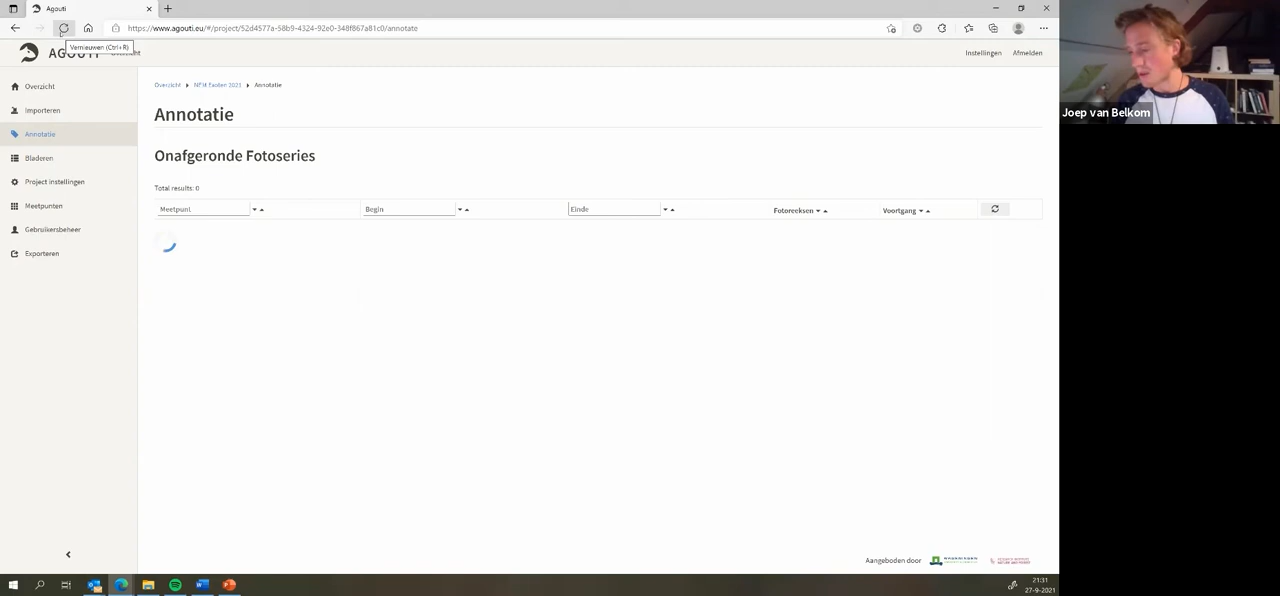 Agouti
https://www.agouti.eu/#/project/52d4577a-58b9-4324-92e0-348f867a81c0/annotate
Vernieuwen (Ctrl+R)
Instellingen
Afmelden
Overzicht
Importeren
Annotatie
Bladeren
Project instellingen
Meetpunten
Gebruikersbeheer
Exporteren
Overzicht
Annotatie
Annotatie
Onafgeronde Fotoseries
Total results: 0
Meetpunt
Begin
Einde
Fotoreeksen
Voortgang
Aangeboden door
21:31
27-9-2021
Joep van Belkom